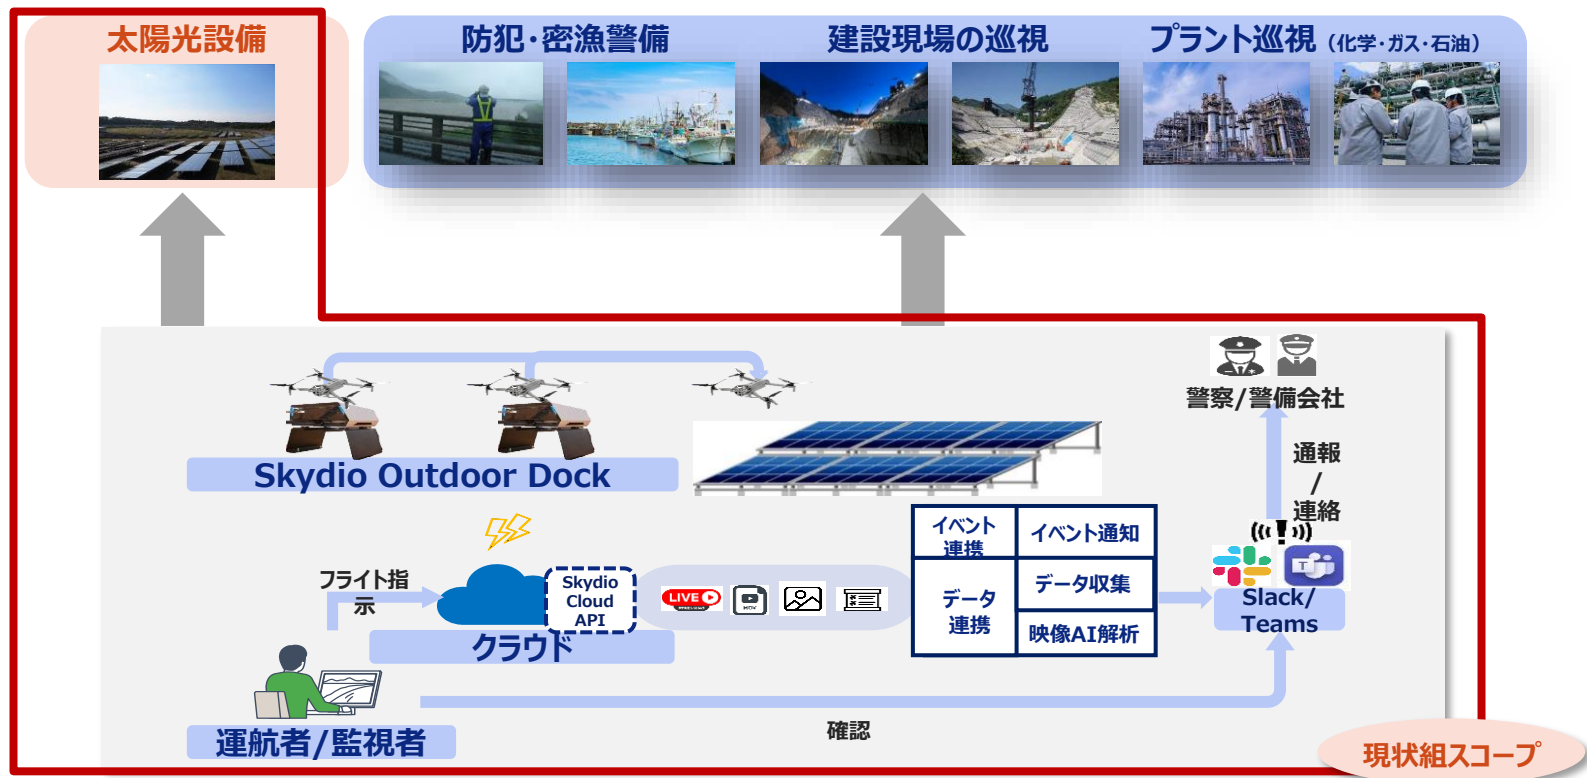 太陽光設備
防犯・密漁警備
建設現場の巡視
プラント巡視（化学・ガス・石油）
警察/警備会社
通報
/
連絡
Skydio Outdoor Dock
フライト指
示
Skydio
Cloud
API
クラウド
LIVE
MOV
イベント
連携
イベント通知
データ
連携
データ収集
映像AI解析
T
Slack/
Teams
運航者/監視者
確認
現状組スコープ